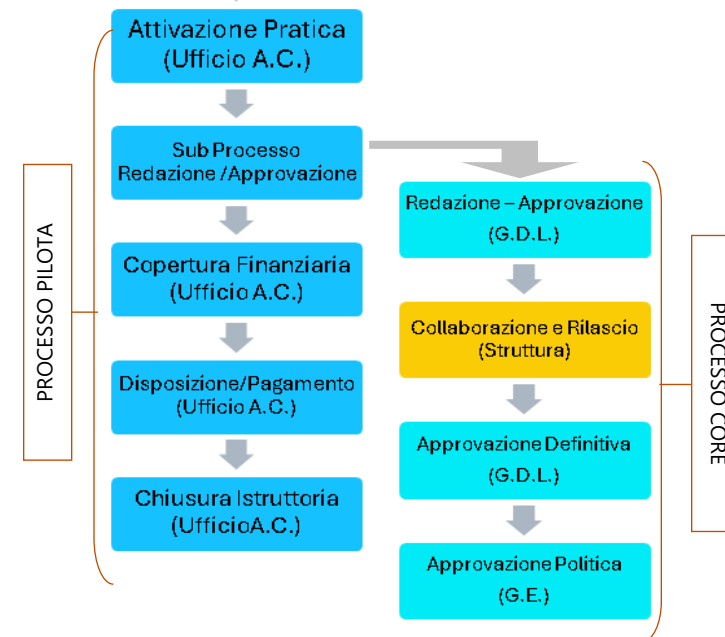 PROCESSO PILOTA
Attivazione Pratica
(Ufficio A.C.)
Sub Processo
Redazione /Approvazione
Copertura Finanziaria
(Ufficio A.C.)
Disposizione/Pagamento
(Ufficio A.C.)
Chiusura Istruttoria
(UfficioA.C.)
Redazione – Approvazione
(G.D.L.)
Collaborazione e Rilascio
(Struttura)
Approvazione Definitiva
(G.D.L.)
Approvazione Politica
(G.E.)
PROCESSO CORE